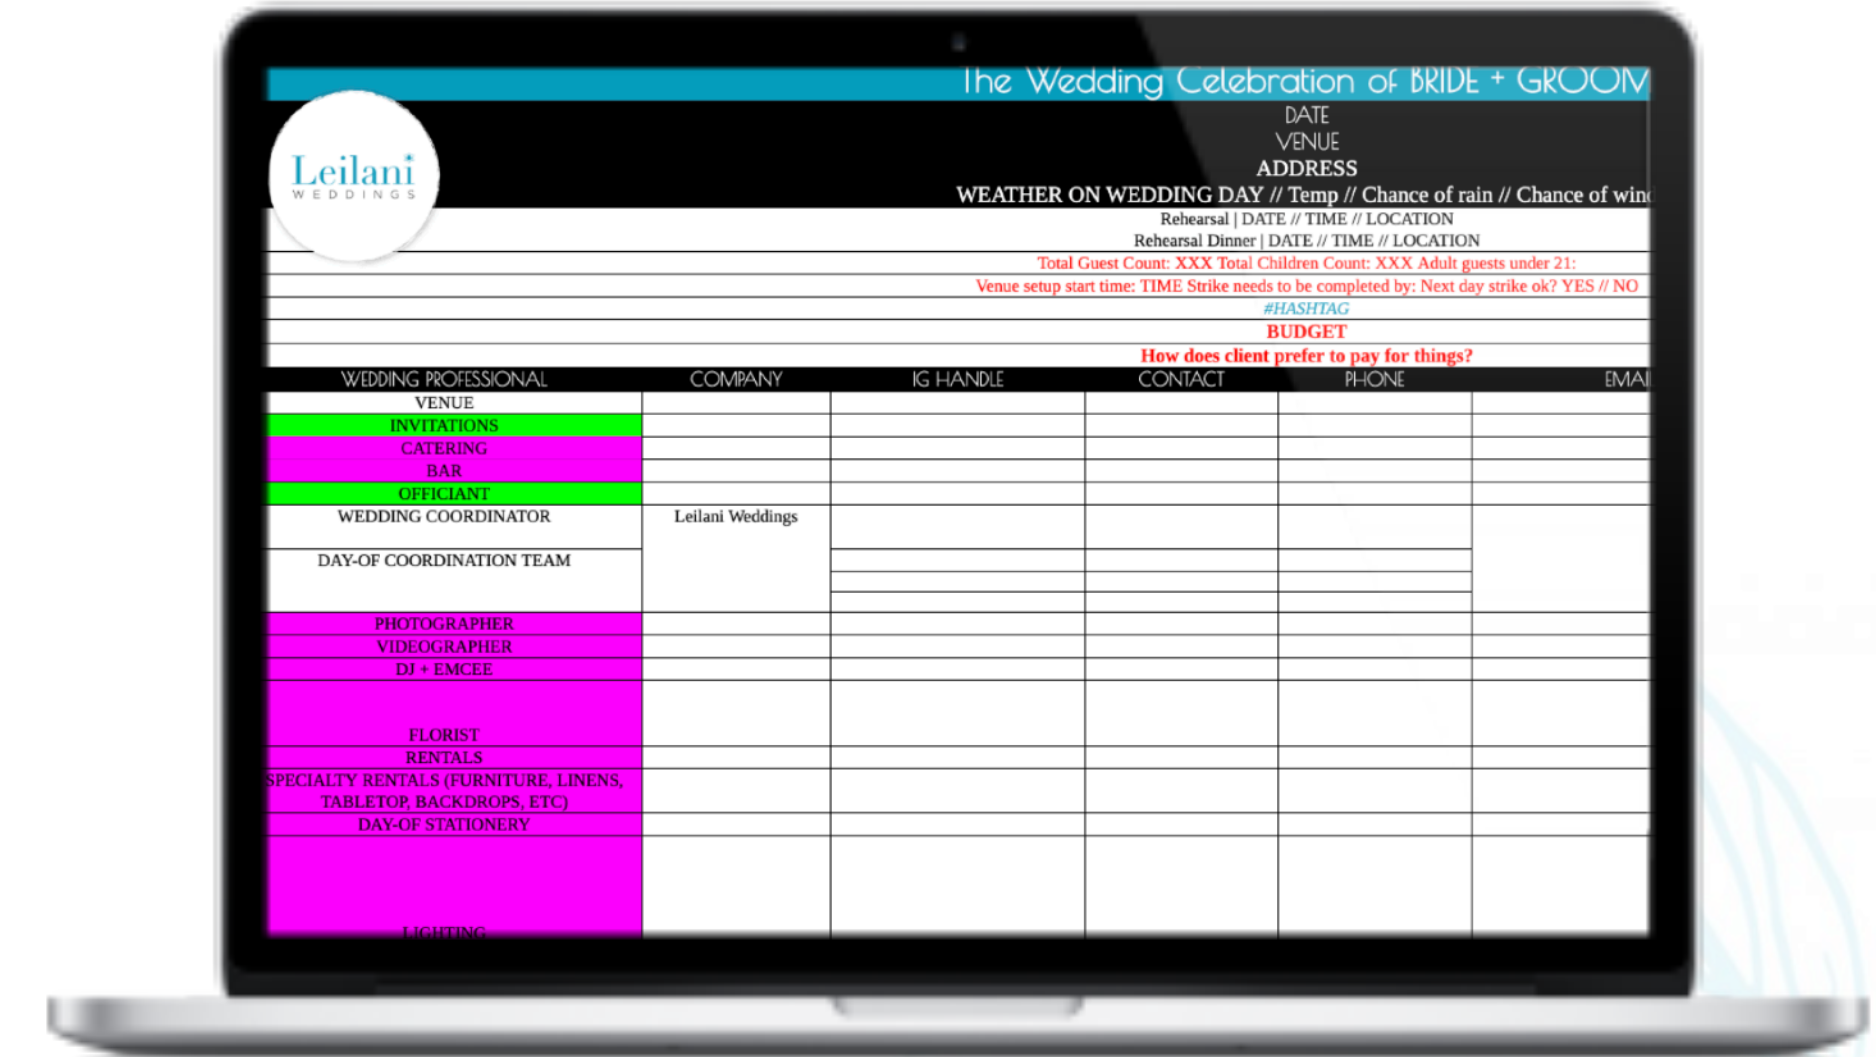 The Wedding Celebration of BRIDE + GROOM
DATE
VENUE
ADDRESS
Leilani
WEDDINGS
WEATHER ON WEDDING DAY // Temp // Chance of rain // Chance of wind
Rehearsal | DATE // TIME // LOCATION
Rehearsal Dinner | DATE // TIME // LOCATION
Total Guest Count: XXX Total Children Count: XXX Adult guests under 21:
Venue setup start time: TIME Strike needs to be completed by: Next day strike ok? YES // NO
#HASHTAG
BUDGET
How does client prefer to pay for things?
WEDDING PROFESSIONAL COMPANY IG HANDLE CONTACT PHONE EMAI
VENUE
INVITATIONS
CATERING
BAR
OFFICIANT
WEDDING COORDINATOR Leilani Weddings
DAY-OF COORDINATION TEAM
PHOTOGRAPHER
VIDEOGRAPHER
DJ + EMCEE
FLORIST
RENTALS
SPECIALTY RENTALS (FURNITURE, LINENS,
TABLETOP, BACKDROPS, ETC)
DAY-OF STATIONERY
LIGHTING